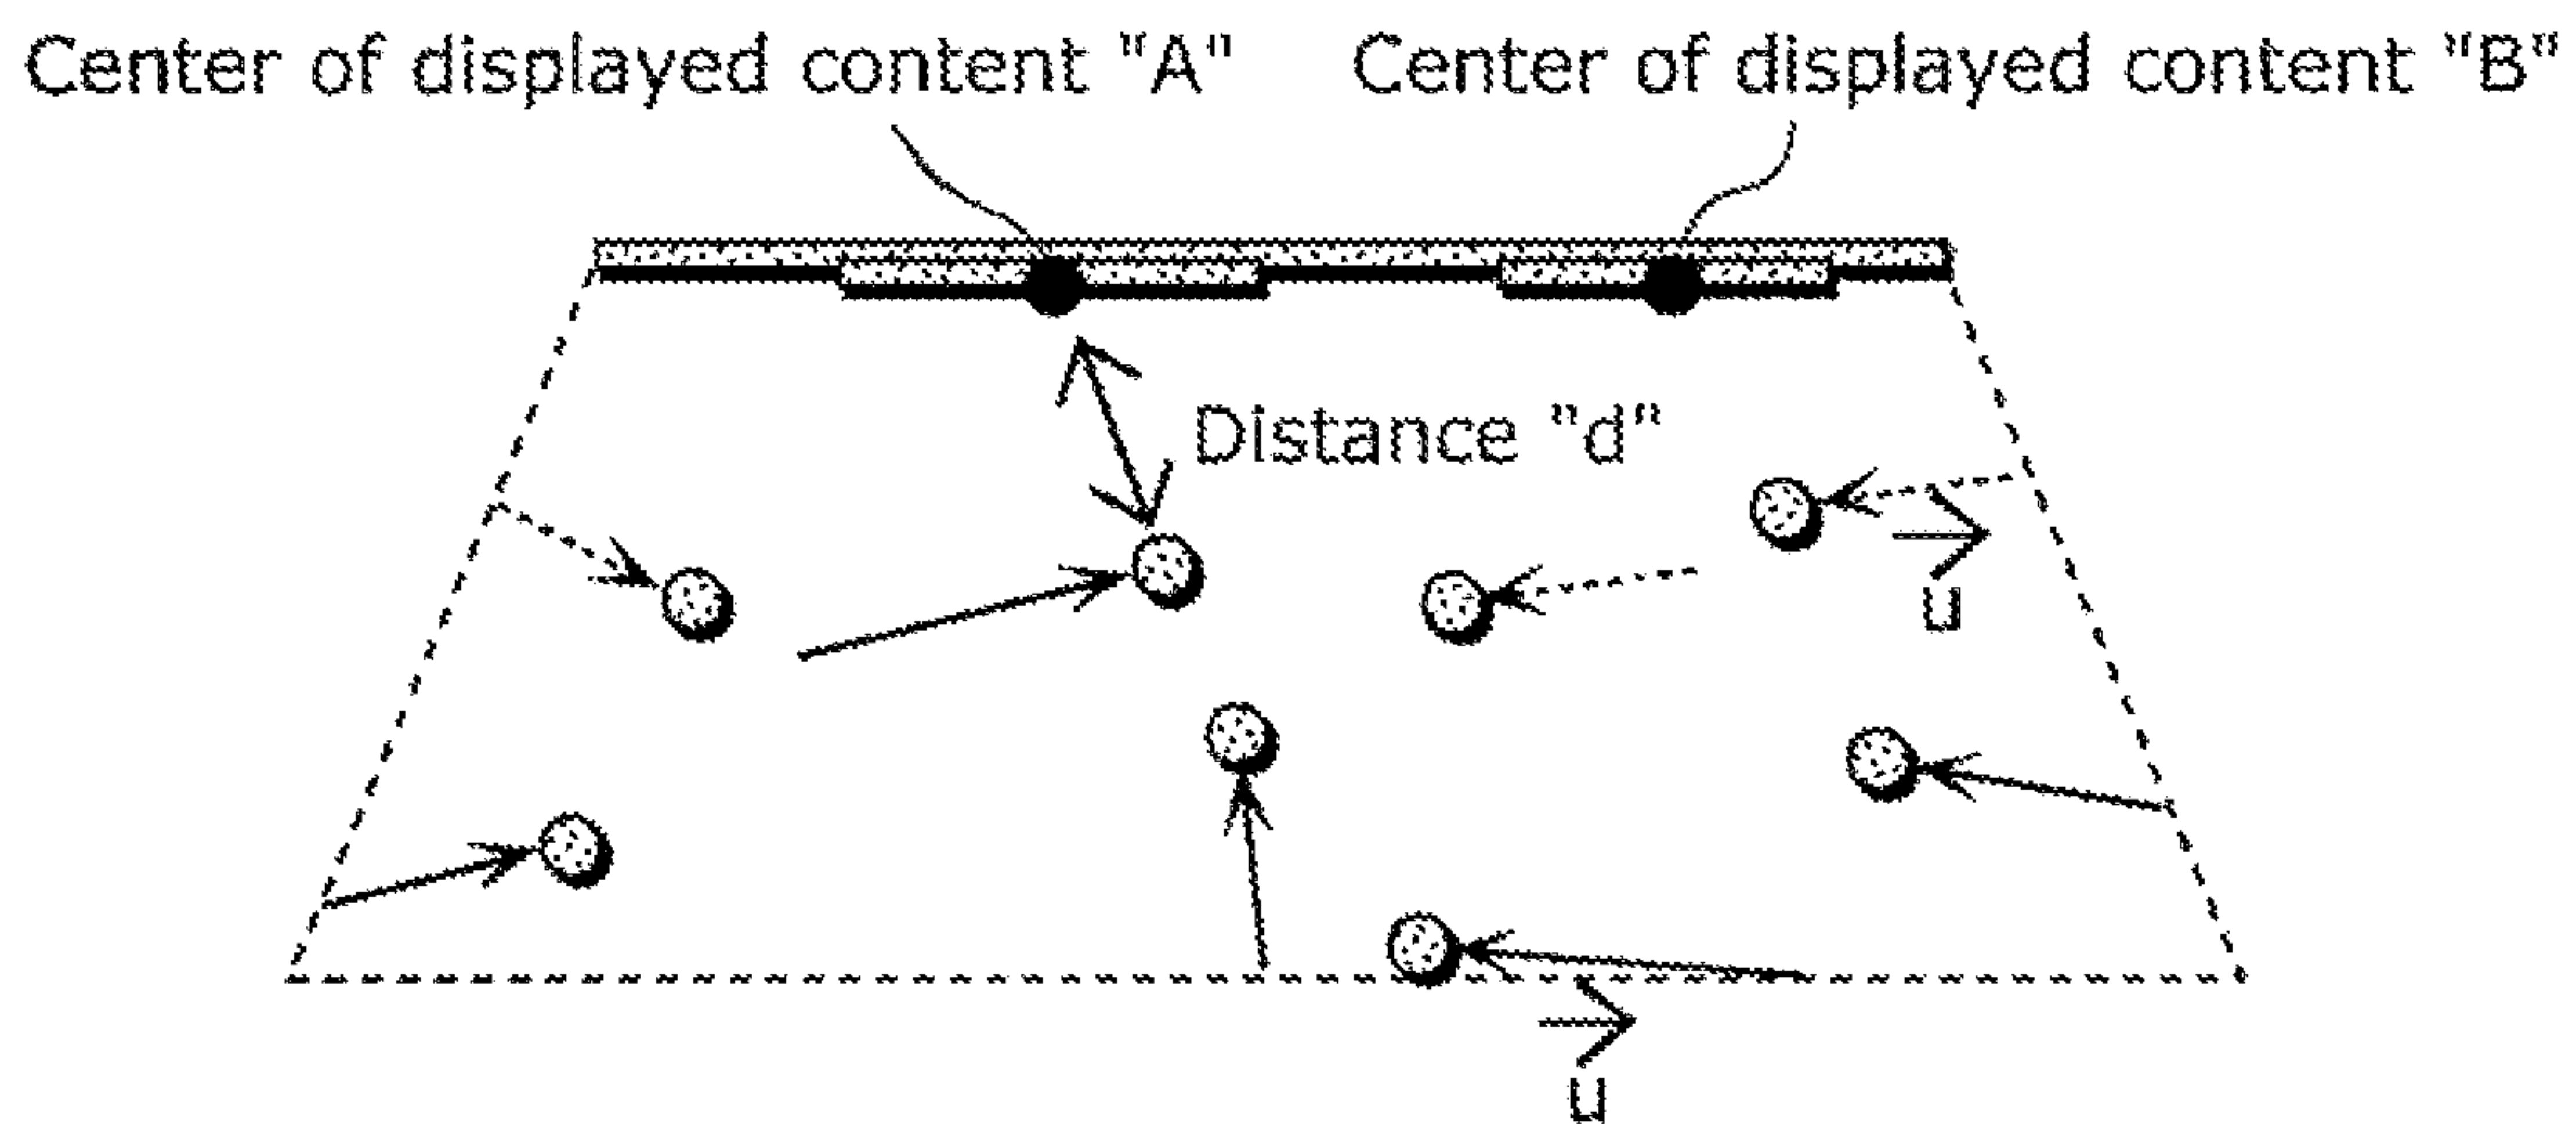 Center of displayed content "A"
Center of displayed content "B"
Distance "d"
u
u